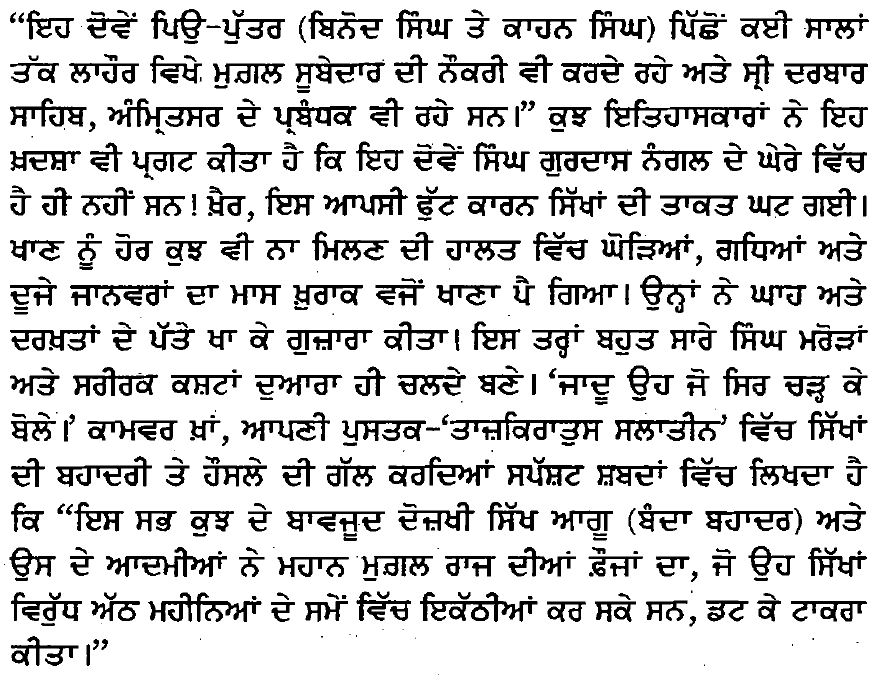 “ਇਹ ਦੋਵੇਂ ਪਿਉ-ਪੁੱਤਰ (ਬਿਨੋਦ ਸਿੰਘ ਤੇ ਕਾਹਨ ਸਿੰਘ) ਪਿੱਛੋਂ ਕਈ ਸਾਲਾਂ
ਤੱਕ ਲਾਹੌਰ ਵਿਖੇ ਮੁਗ਼ਲ ਸੂਬੇਦਾਰ ਦੀ ਨੌਕਰੀ ਵੀ ਕਰਦੇ ਰਹੇ ਅਤੇ ਸ੍ਰੀ ਦਰਬਾਰ
ਸਾਹਿਬ, ਅੰਮ੍ਰਿਤਸਰ ਦੇ ਪ੍ਰਬੰਧਕ ਵੀ ਰਹੇ ਸਨ।” ਕੁਝ ਇਤਿਹਾਸਕਾਰਾਂ ਨੇ ਇਹ
ਖ਼ਦਸ਼ਾ ਵੀ ਪ੍ਰਗਟ ਕੀਤਾ ਹੈ ਕਿ ਇਹ ਦੋਵੇਂ ਸਿੰਘ ਗੁਰਦਾਸ ਨੰਗਲ ਦੇ ਘੇਰੇ ਵਿੱਚ
ਹੈ ਹੀ ਨਹੀਂ ਸਨ! ਖ਼ੈਰ, ਇਸ ਆਪਸੀ ਫੁੱਟ ਕਾਰਨ ਸਿੱਖਾਂ ਦੀ ਤਾਕਤ ਘਟ ਗਈ।
ਖਾਣ ਨੂੰ ਹੋਰ ਕੁਝ ਵੀ ਨਾ ਮਿਲਣ ਦੀ ਹਾਲਤ ਵਿੱਚ ਘੋੜਿਆਂ, ਗਧਿਆਂ ਅਤੇ
ਦੂਜੇ ਜਾਨਵਰਾਂ ਦਾ ਮਾਸ ਖ਼ੁਰਾਕ ਵਜੋਂ ਖਾਣਾ ਪੈ ਗਿਆ। ਉਨ੍ਹਾਂ ਨੇ ਘਾਹ ਅਤੇ
ਦਰਖ਼ਤਾਂ ਦੇ ਪੱਤੇ ਖਾ ਕੇ ਗੁਜ਼ਾਰਾ ਕੀਤਾ। ਇਸ ਤਰ੍ਹਾਂ ਬਹੁਤ ਸਾਰੇ ਸਿੰਘ ਮਰੋੜਾਂ
ਅਤੇ ਸਰੀਰਕ ਕਸ਼ਟਾਂ ਦੁਆਰਾ ਹੀ ਚਲਦੇ ਬਣੇ। ‘ਜਾਦੂ ਉਹ ਜੋ ਸਿਰ ਚੜ੍ਹ ਕੇ
ਬੋਲੇ।’ ਕਾਮਵਰ ਖ਼ਾਂ, ਆਪਣੀ ਪੁਸਤਕ-‘ਤਾਜ਼ਕਿਰਾਤੁਸ ਸਲਾਤੀਨ’ ਵਿੱਚ ਸਿੱਖਾਂ
ਦੀ ਬਹਾਦਰੀ ਤੇ ਹੌਸਲੇ ਦੀ ਗੱਲ ਕਰਦਿਆਂ ਸਪੱਸ਼ਟ ਸ਼ਬਦਾਂ ਵਿੱਚ ਲਿਖਦਾ ਹੈ
ਕਿ “ਇਸ ਸਭ ਕੁਝ ਦੇ ਬਾਵਜੂਦ ਦੋਜ਼ਖੀ ਸਿੱਖ ਆਗੂ (ਬੰਦਾ ਬਹਾਦਰ) ਅਤੇ
ਉਸ ਦੇ ਆਦਮੀਆਂ ਨੇ ਮਹਾਨ ਮੁਗ਼ਲ ਰਾਜ ਦੀਆਂ ਫ਼ੌਜਾਂ ਦਾ, ਜੋ ਉਹ ਸਿੱਖਾਂ
ਵਿਰੁੱਧ ਅੱਠ ਮਹੀਨਿਆਂ ਦੇ ਸਮੇਂ ਵਿੱਚ ਇਕੱਠੀਆਂ ਕਰ ਸਕੇ ਸਨ, ਡਟ ਕੇ ਟਾਕਰਾ
ਕੀਤਾ।”